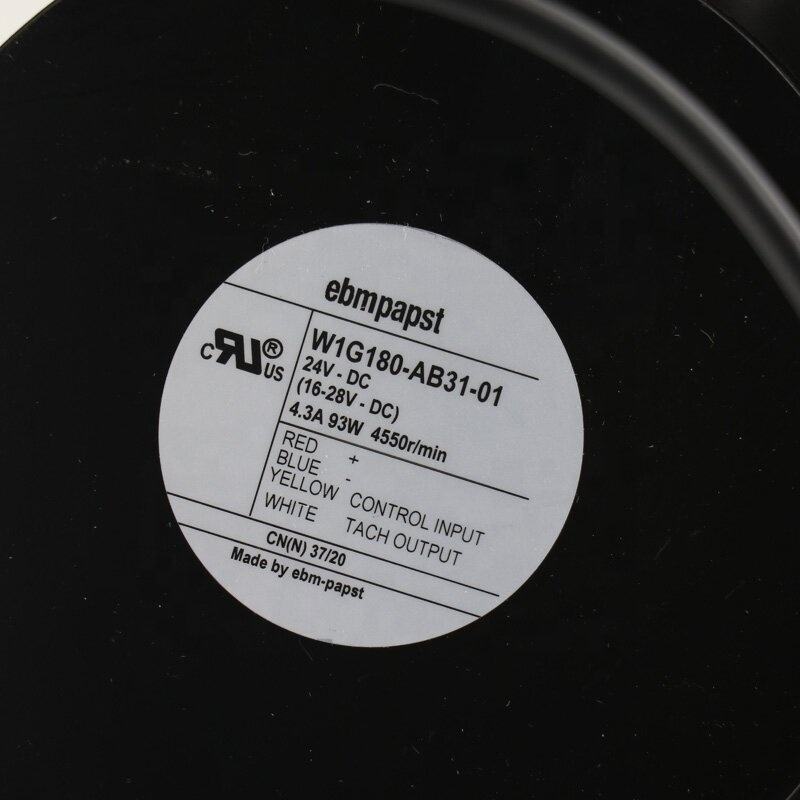 ebmpapst
W1G180-AB31-01
24V - DC
(16-28V - DC)
4.3A 93W 4550r/min
C RU® US
RED +
BLUE -
YELLOW CONTROL INPUT
WHITE TACH OUTPUT
CN(N) 37/20
Made by ebm-papst